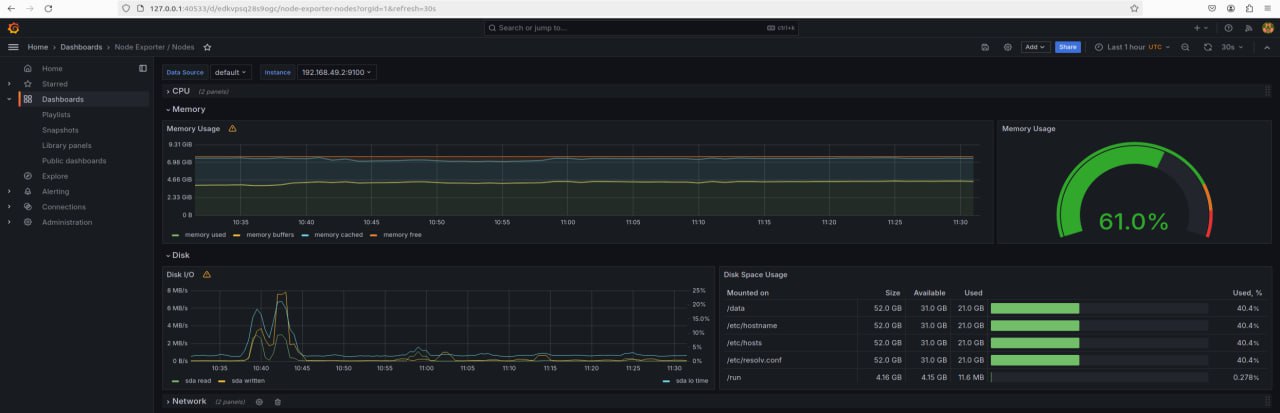 127.0.0.1:40533/d/edkvpsq28s9ogc/node-exporter-nodes?orgid=1&refresh=30s
Search or jump to...
ctrl+k
Home > Dashboards > Node Exporter / Nodes
Add
Share
Last 1 hour UTC
30s
Home
Starred
Dashboards
Playlists
Snapshots
Library panels
Public dashboards
Explore
Alerting
Connections
Administration
Data Source default Instance 192.168.49.2:9100
CPU (2 panels)
Memory
Memory Usage
9.31 GiB
6.98 GiB
4.66 GiB
2.33 GiB
0 B
10:35 10:40 10:45 10:50 10:55 11:00 11:05 11:10 11:15 11:20 11:25 11:30
memory used memory buffers memory cached memory free
Memory Usage
61.0%
Disk
Disk I/O
8 MB/s
6 MB/s
4 MB/s
2 MB/s
0 B/s
25%
20%
15.0%
10%
5%
0%
10:35 10:40 10:45 10:50 10:55 11:00 11:05 11:10 11:15 11:20 11:25 11:30
sda read sda written sda io time
Disk Space Usage
Mounted on Size Available Used Used, %
/data 52.0 GB 31.0 GB 21.0 GB 40.4%
/etc/hostname 52.0 GB 31.0 GB 21.0 GB 40.4%
/etc/hosts 52.0 GB 31.0 GB 21.0 GB 40.4%
/etc/resolv.conf 52.0 GB 31.0 GB 21.0 GB 40.4%
/run 4.16 GB 4.15 GB 11.6 MB 0.278%
Network (2 panels)